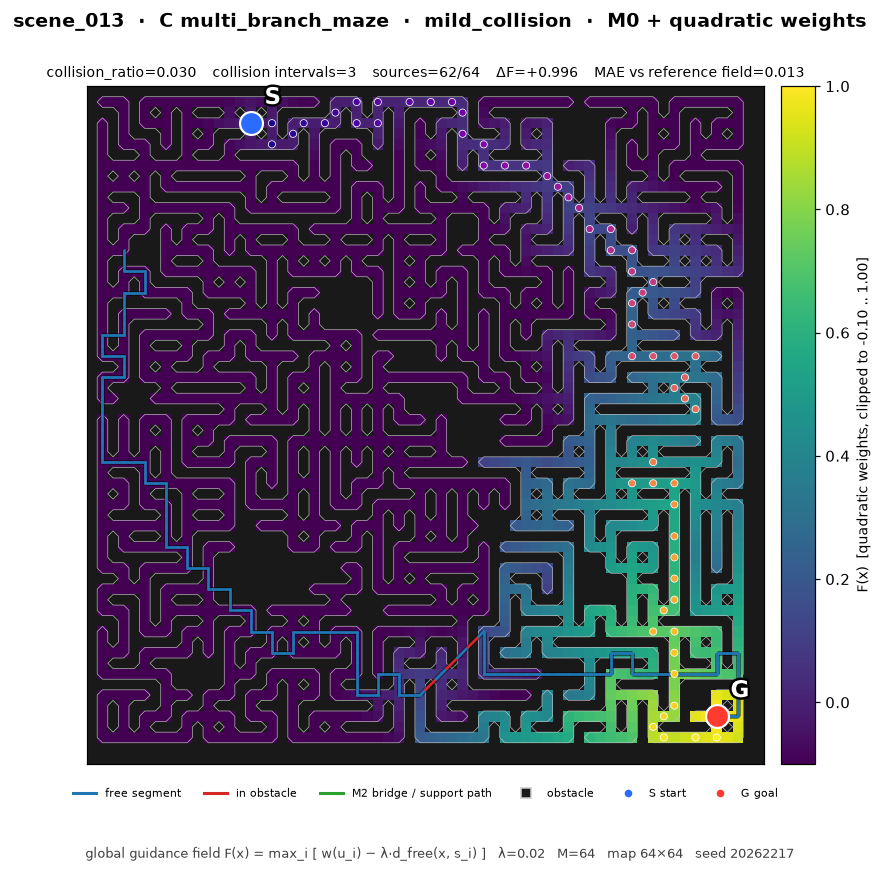 scene_013 · C multi_branch_maze · mild_collision · M0 + quadratic weights
collision_ratio=0.030 collision intervals=3 sources=62/64 ΔF=+0.996 MAE vs reference field=0.013
S
G
1.0
0.8
0.6
0.4
0.2
0.0
F(x) [quadratic weights, clipped to -0.10 .. 1.00]
free segment in obstacle M2 bridge / support path obstacle S start G goal
global guidance field F(x) = max_i [ w(u_i) − λ·d_free(x, s_i) ] λ=0.02 M=64 map 64×64 seed 20262217